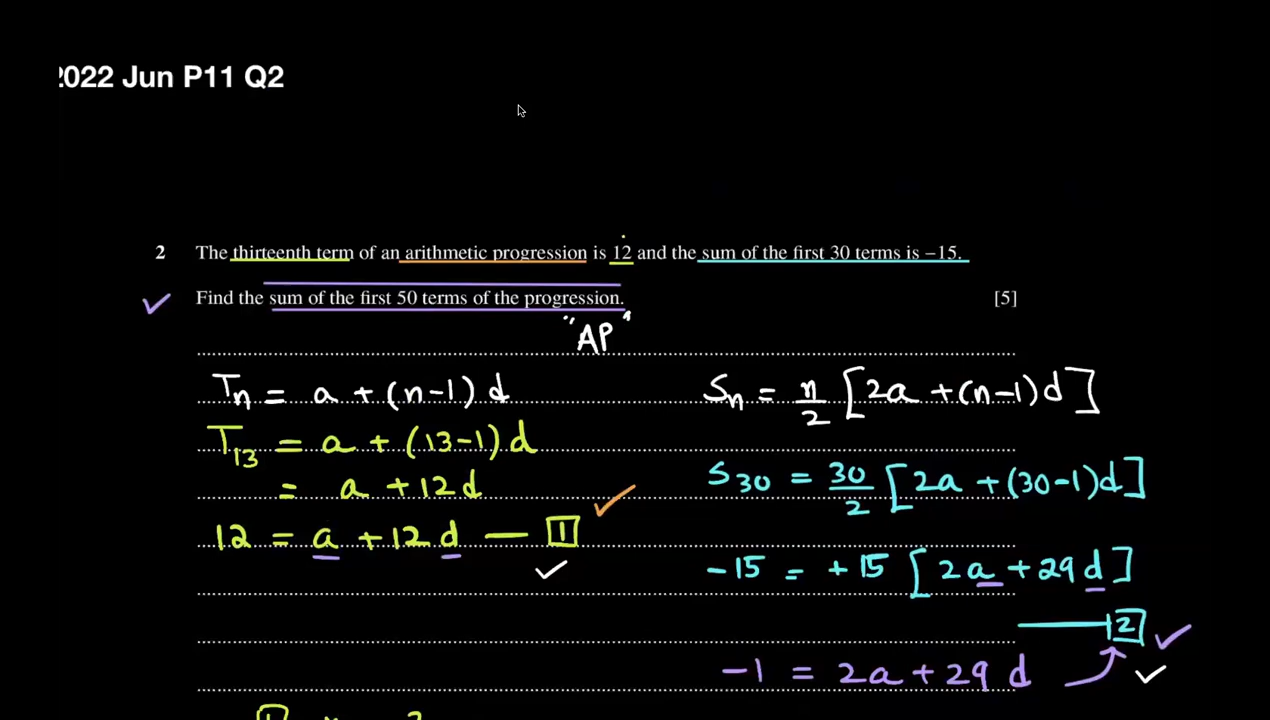 2022 Jun P11 Q2
2 The thirteenth term of an arithmetic progression is 12 and the sum of the first 30 terms is −15.
Find the sum of the first 50 terms of the progression. [5]
"AP"
Tn = a + (n-1) d
T13 = a + (13-1) d
= a + 12d
12 = a + 12d — 1
Sn = n/2 [2a + (n-1)d]
S30 = 30/2 [2a + (30-1)d]
-15 = +15 [2a + 29d]
2
-1 = 2a + 29d